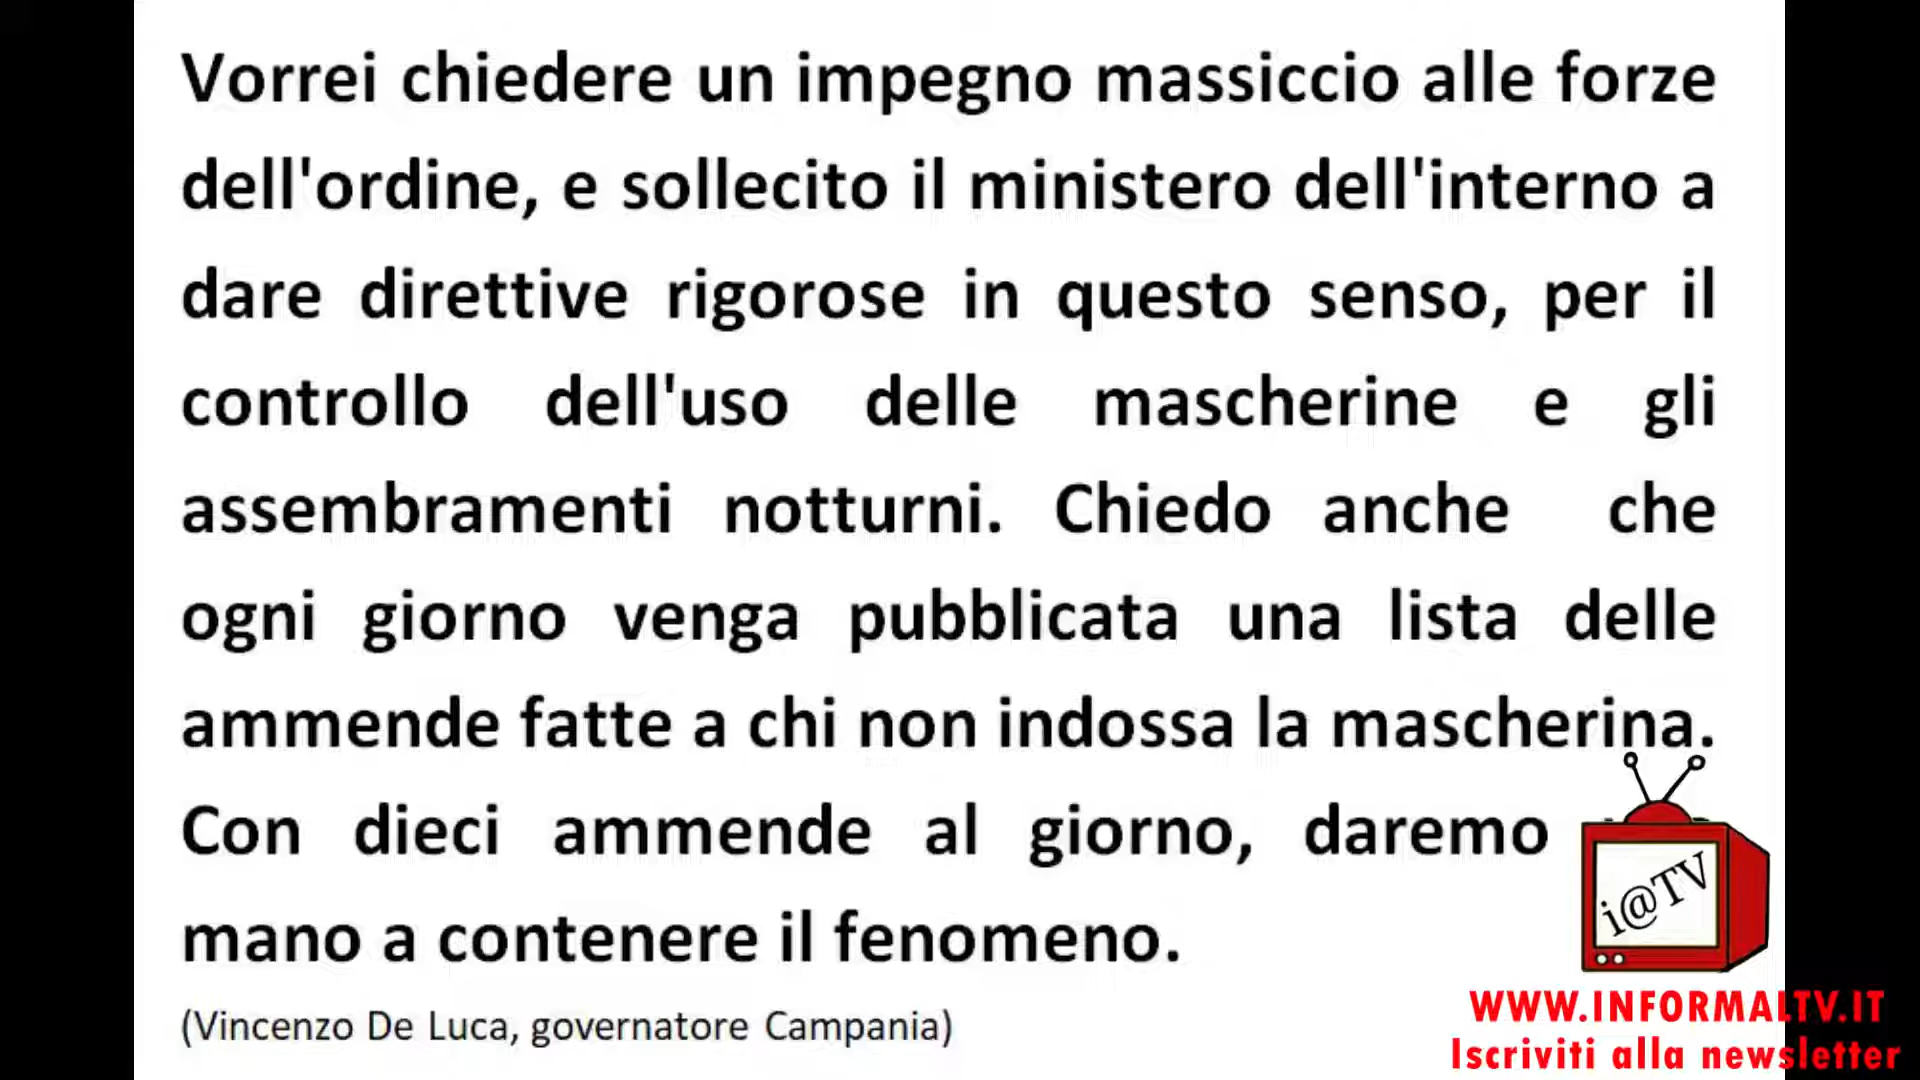 Vorrei chiedere un impegno massiccio alle forze
dell'ordine, e sollecito il ministero dell'interno a
dare direttive rigorose in questo senso, per il
controllo dell'uso delle mascherine e gli
assembramenti notturni. Chiedo anche che
ogni giorno venga pubblicata una lista delle
ammende fatte a chi non indossa la mascherina.
Con dieci ammende al giorno, daremo
mano a contenere il fenomeno.
(Vincenzo De Luca, governatore Campania)
i@TV
WWW.INFORMALTV.IT
Iscriviti alla newsletter